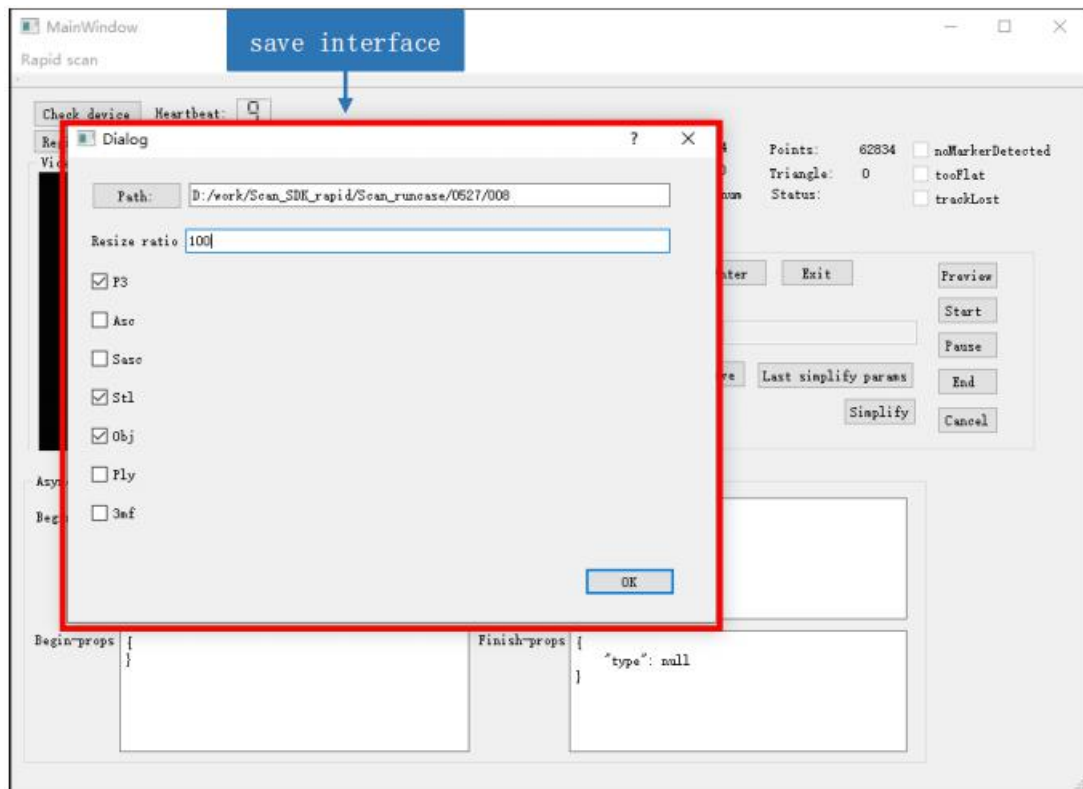 MainWindow
save interface
Rapid scan
Check device Heartbeat: 9
Dialog ?
Points: 62834 noMarkerDetected
Triangle: 0 tooFlat
Status: trackLost
Path: D:/work/Scan_SDK_rapid/Scan_runcase/0527/008
Resize ratio 100
P3
Asc
Sasc
Stl
Obj
Ply
3mf
OK
Exit Preview
Start
Pause
Last simplify params End
Simplify Cancel
Begin-props {
}
Finish-props {
"type": null
}